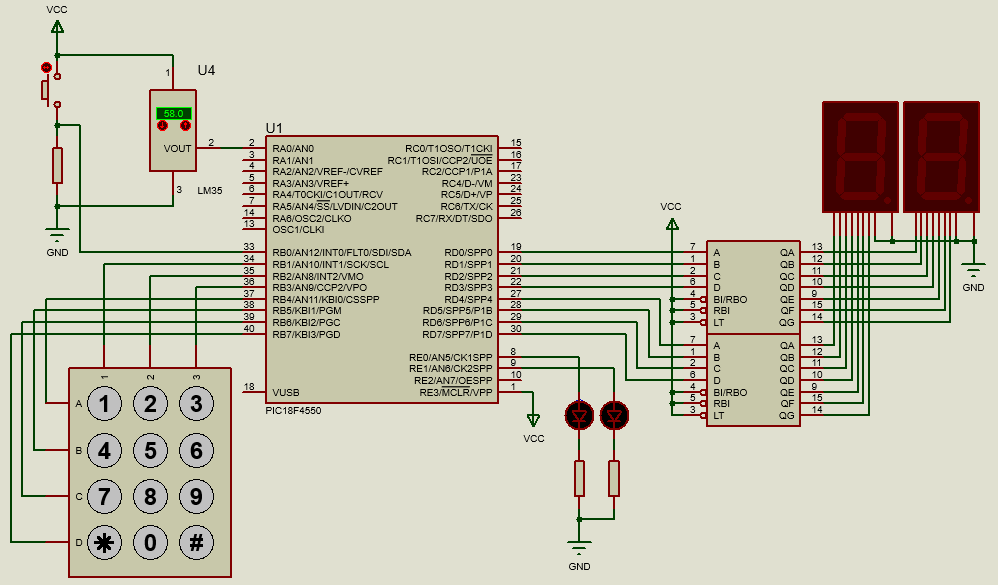 VCC
U4
1
58.0
VOUT
2
3
LM35
GND
U1
2 RA0/AN0 RC0/T1OSO/T1CKI 15
3 RA1/AN1 RC1/T1OSI/CCP2/UOE 16
4 RA2/AN2/VREF-/CVREF RC2/CCP1/P1A 17
5 RA3/AN3/VREF+ RC4/D-/VM 23
6 RA4/T0CKI/C1OUT/RCV RC5/D+/VP 24
7 RA5/AN4/SS/LVDIN/C2OUT RC6/TX/CK 25
14 RA6/OSC2/CLKO RC7/RX/DT/SDO 26
13 OSC1/CLKI
33 RB0/AN12/INT0/FLT0/SDI/SDA RD0/SPP0 19
34 RB1/AN10/INT1/SCK/SCL RD1/SPP1 20
35 RB2/AN8/INT2/VMO RD2/SPP2 21
36 RB3/AN9/CCP2/VPO RD3/SPP3 22
37 RB4/AN11/KBI0/CSSPP RD4/SPP4 27
38 RB5/KBI1/PGM RD5/SPP5/P1B 28
39 RB6/KBI2/PGC RD6/SPP6/P1C 29
40 RB7/KBI3/PGD RD7/SPP7/P1D 30
RE0/AN5/CK1SPP 8
RE1/AN6/CK2SPP 9
RE2/AN7/OESPP 10
18 VUSB RE3/MCLR/VPP 1
PIC18F4550
VCC
1 2 3
A 1 2 3
B 4 5 6
C 7 8 9
D * 0 #
GND
VCC
7 A QA 13
1 B QB 12
2 C QC 11
6 D QD 10
4 BI/RBO QE 9
5 RBI QF 15
3 LT QG 14
7 A QA 13
1 B QB 12
2 C QC 11
6 D QD 10
4 BI/RBO QE 9
5 RBI QF 15
3 LT QG 14
GND